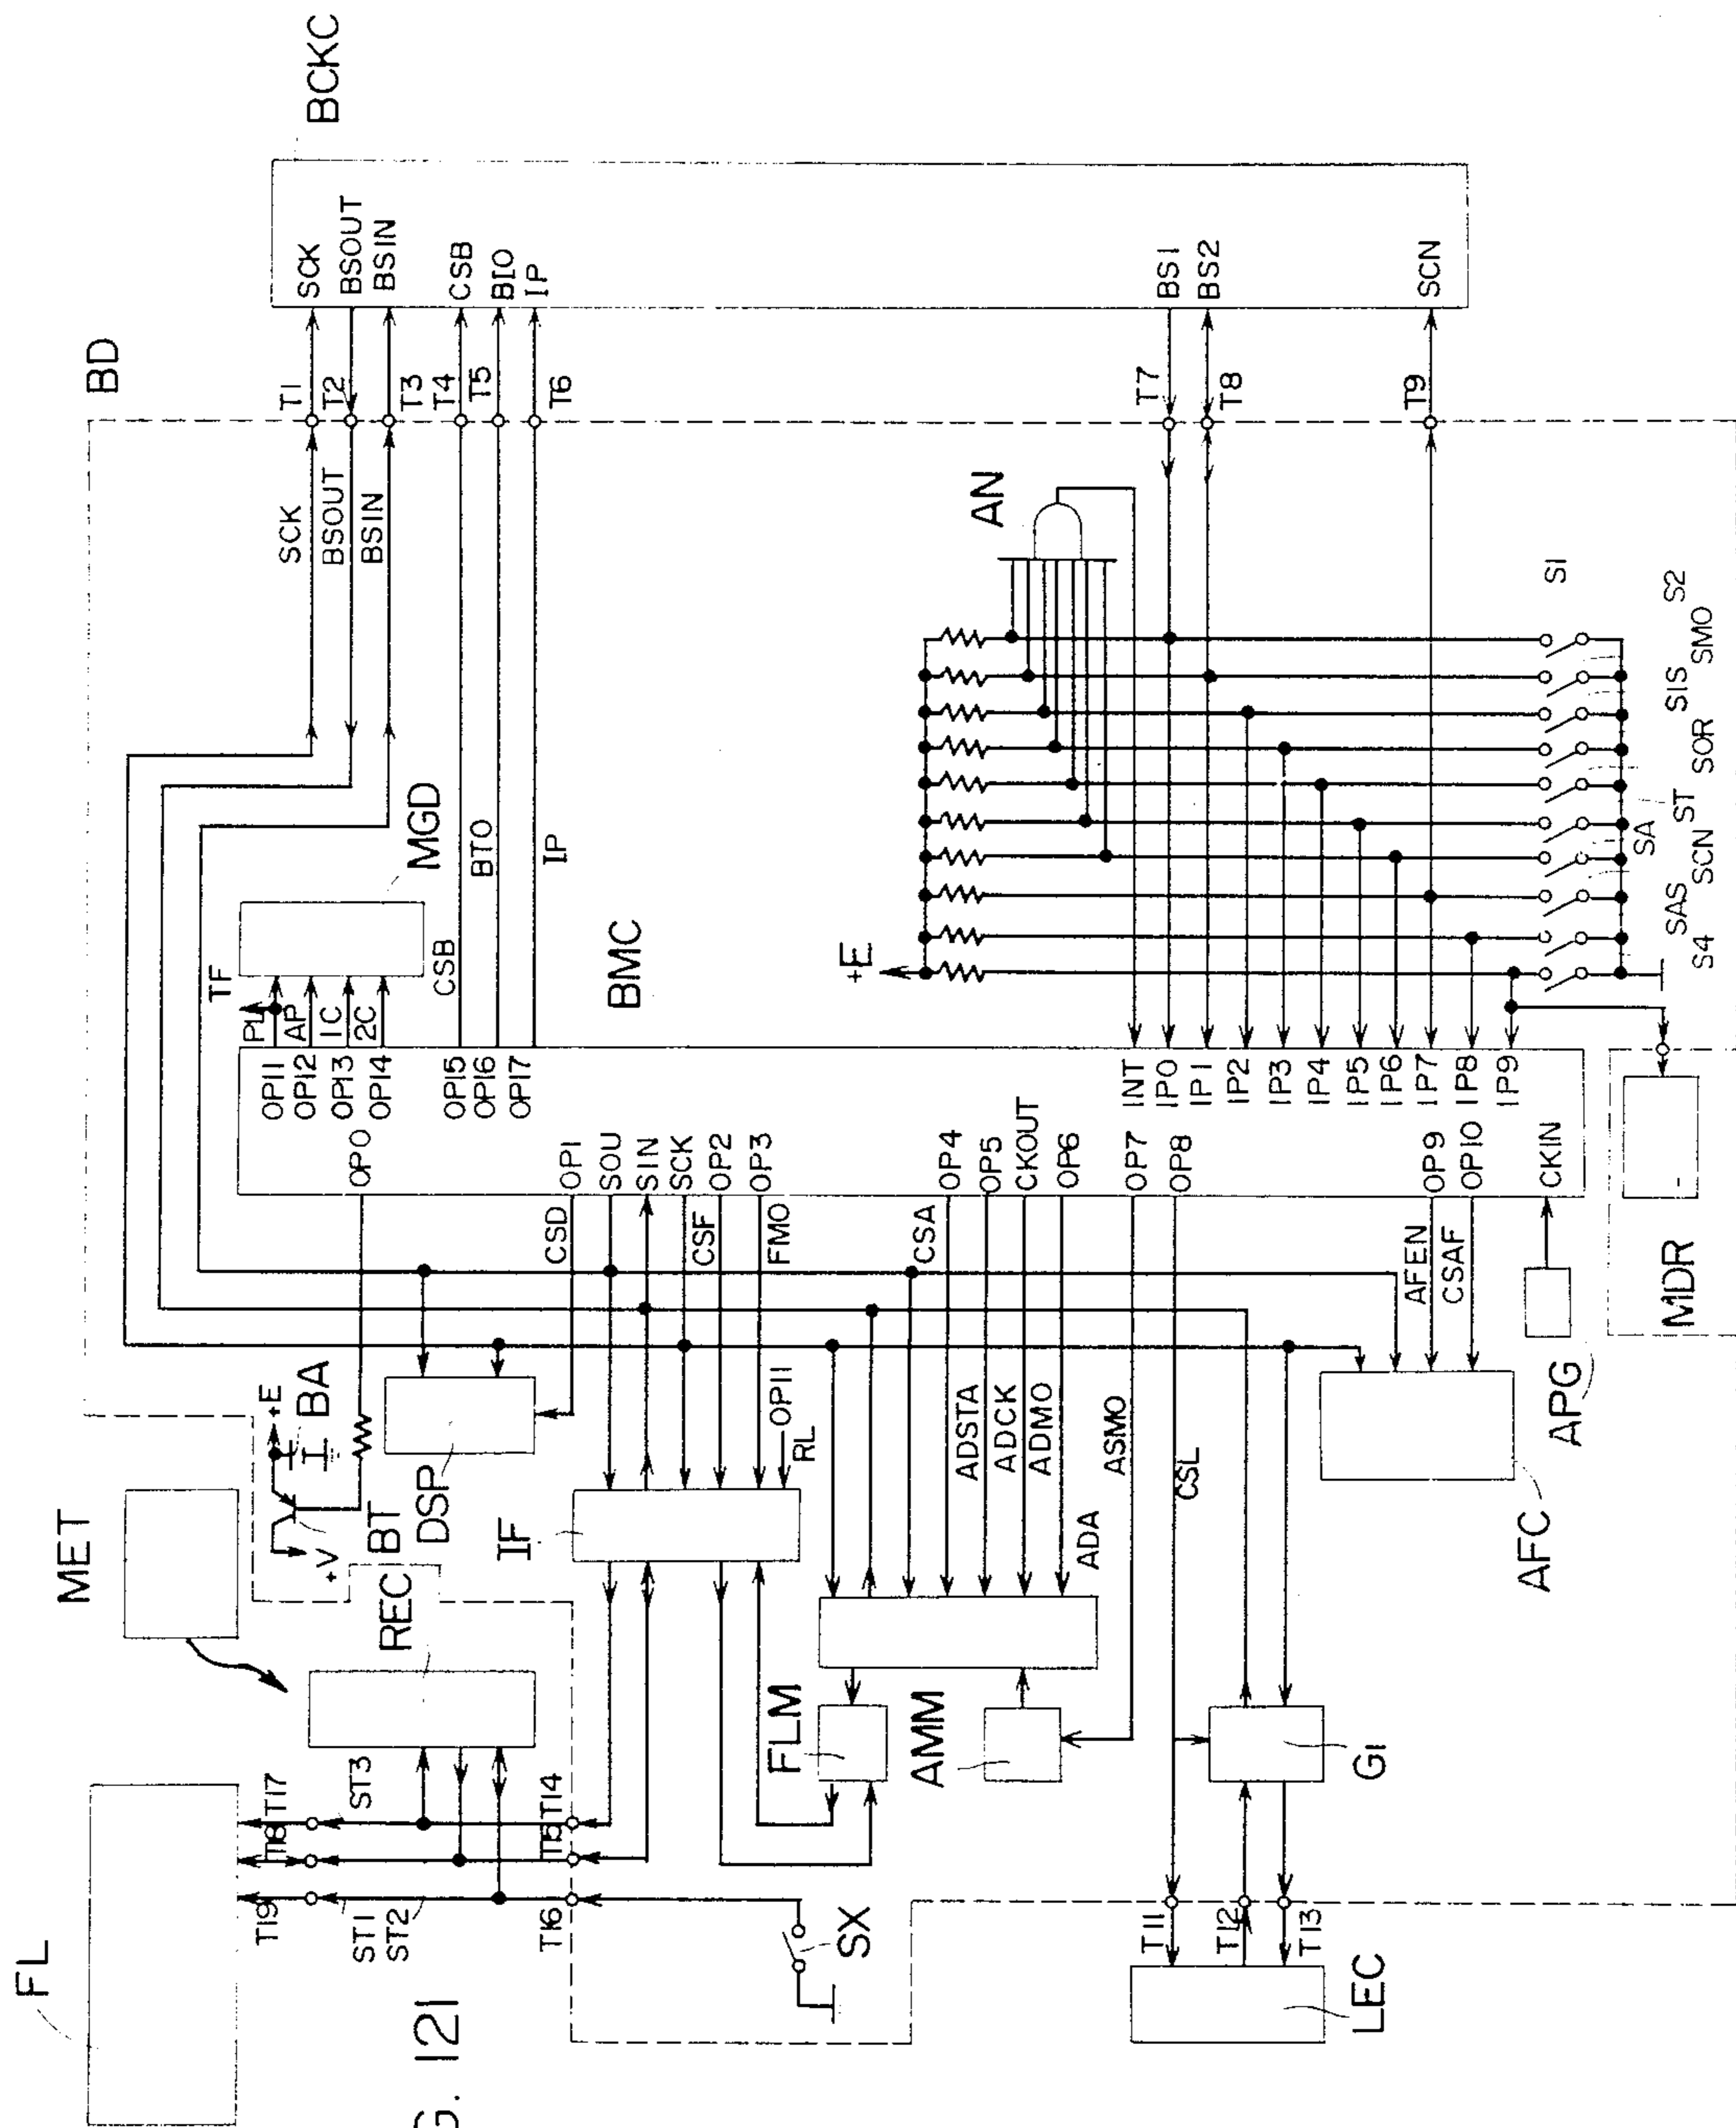 BCKC
SCK
BSOUT
BSIN
CSB
BIO
IP
BS1
BS2
SCN
BD
T1
T2
T3
T4
T5
T6
T7
T8
T9
SCK
BSOUT
BSIN
MGD
TF
PL
AP
1C
2C
CSB
BTO
IP
BMC
AN
+E
S1
S2
SMO
SIS
SOR
ST
SA
SCN
SAS
S4
OP11
OP12
OP13
OP14
OP15
OP16
OP17
INT
IP0
IP1
IP2
IP3
IP4
IP5
IP6
IP7
IP8
IP9
OP0
OP1
SOU
SIN
SCK
OP2
OP3
OP4
OP5
CKOUT
OP6
OP7
OP8
OP9
OP10
CKIN
CSD
CSF
FMO
CSA
ADSTA
ADCK
ADMO
ADA
ASMO
CSL
AFEN
CSAF
MDR
APG
AFC
+E
BA
+V
BT
DSP
IF
OP11
RL
MET
REC
FLM
AMM
G1
FL
T17
T18
T19
ST3
ST1
ST2
T14
T15
T16
SX
T11
T12
T13
LEC
G. 121